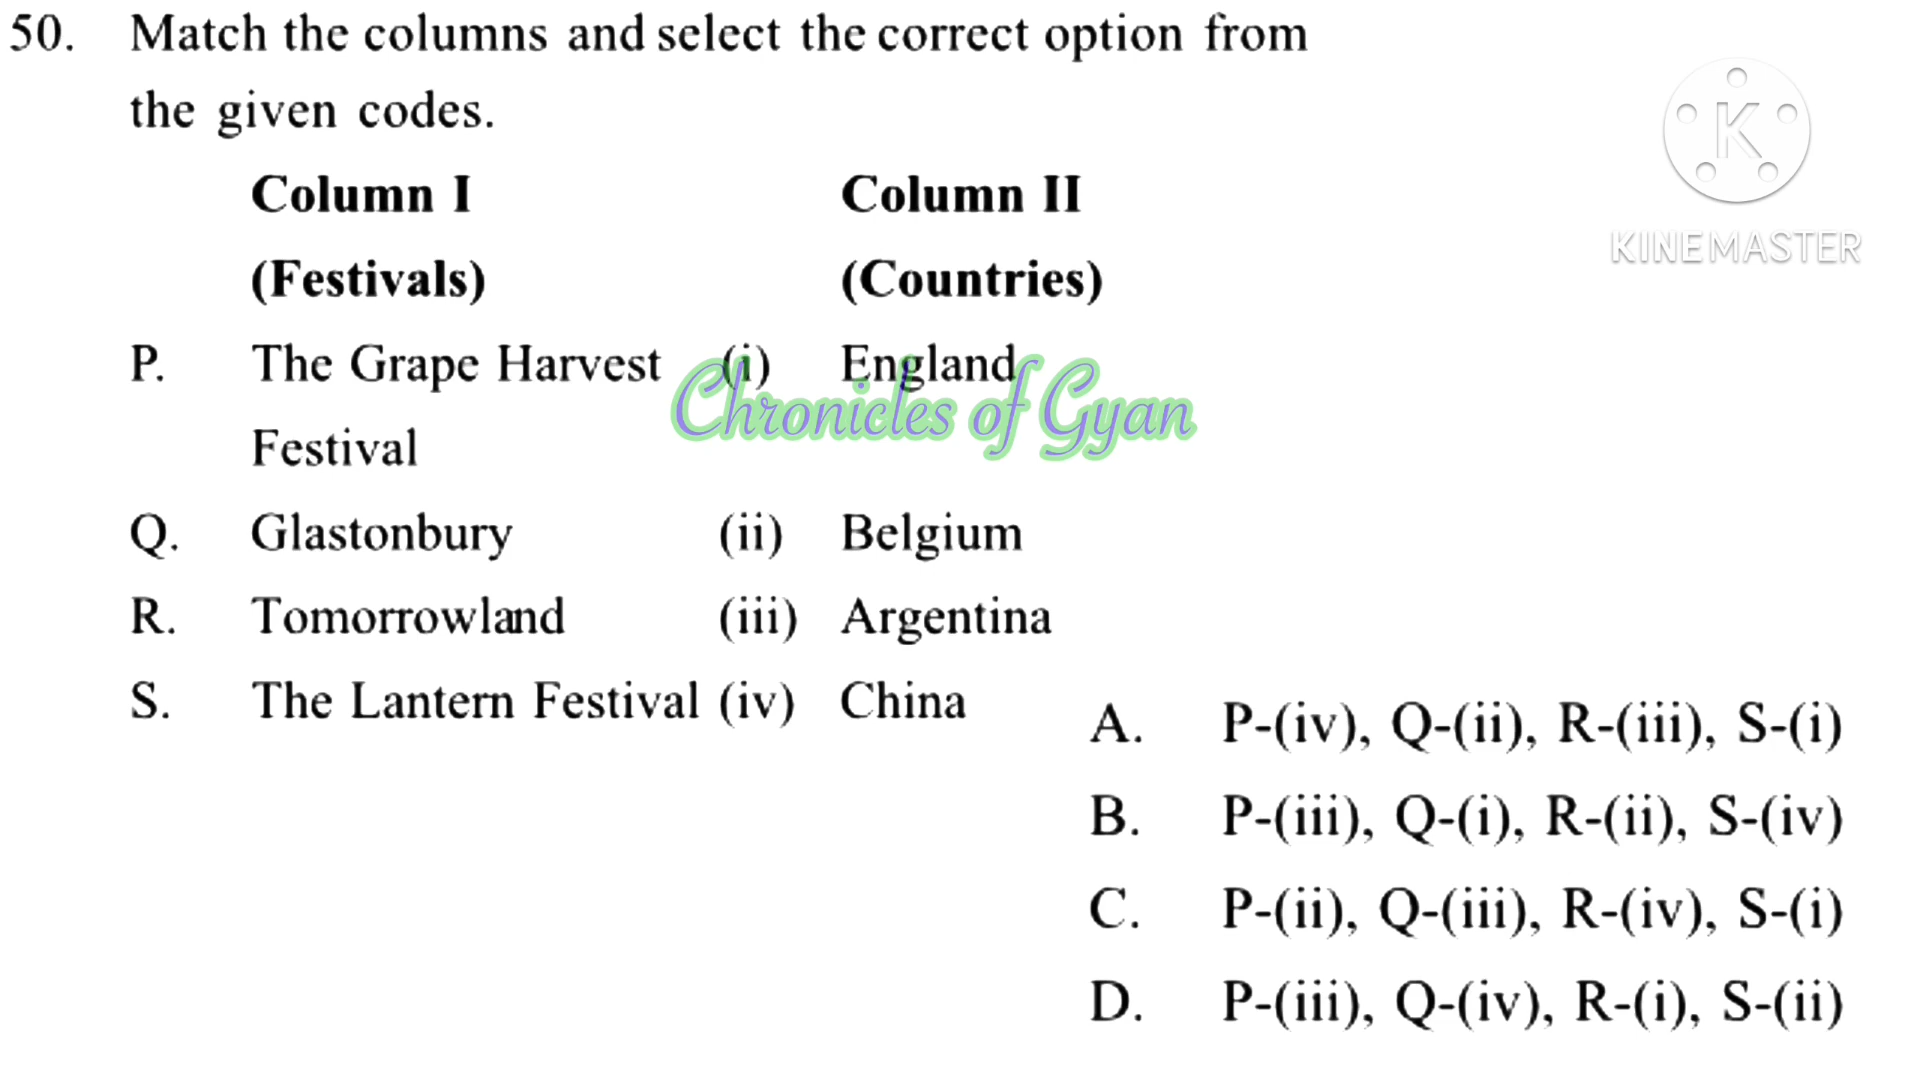 50. Match the columns and select the correct option from
the given codes.
Column I Column II
(Festivals) (Countries)
P. The Grape Harvest (i) England
Festival
Chronicles of Gyan
Q. Glastonbury (ii) Belgium
R. Tomorrowland (iii) Argentina
S. The Lantern Festival (iv) China
A. P-(iv), Q-(ii), R-(iii), S-(i)
B. P-(iii), Q-(i), R-(ii), S-(iv)
C. P-(ii), Q-(iii), R-(iv), S-(i)
D. P-(iii), Q-(iv), R-(i), S-(ii)
K
KINEMASTER